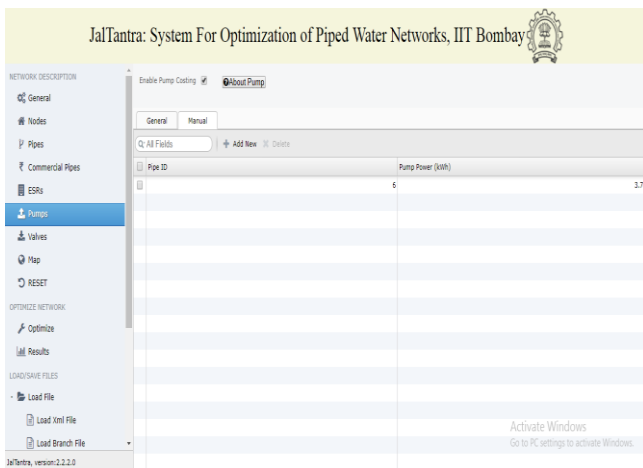 JalTantra: System For Optimization of Piped Water Networks, IIT Bombay
NETWORK DESCRIPTION
General
Nodes
Pipes
Commercial Pipes
ESRs
Pumps
Valves
Map
RESET
OPTIMIZE NETWORK
Optimize
Results
LOAD/SAVE FILES
Load File
Load Xml File
Load Branch File
JalTantra, version:2.2.2.0
Enable Pump Costing
About Pump
General Manual
All Fields Add New Delete
Pipe ID Pump Power (kWh)
6 3.7
Activate Windows
Go to PC settings to activate Windows.